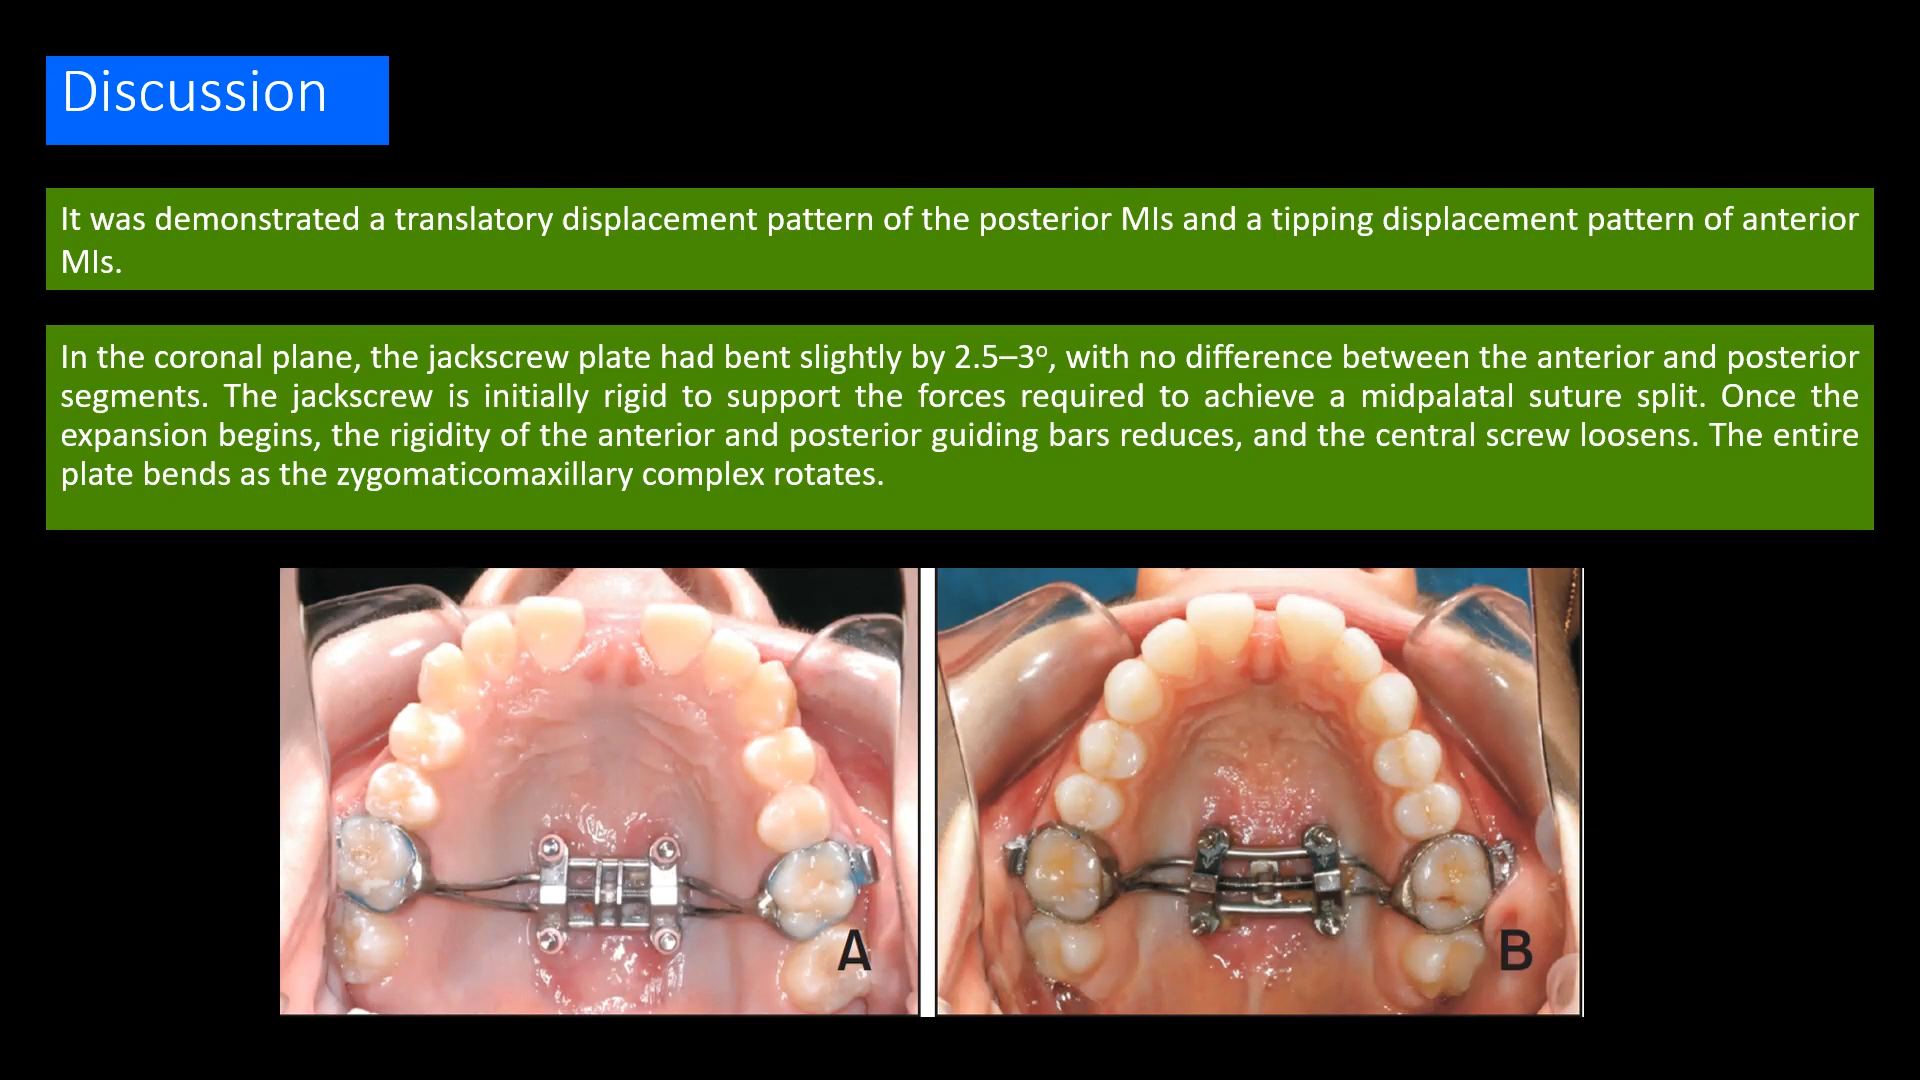 Discussion
It was demonstrated a translatory displacement pattern of the posterior MIs and a tipping displacement pattern of anterior
MIs.
In the coronal plane, the jackscrew plate had bent slightly by 2.5–3º, with no difference between the anterior and posterior
segments. The jackscrew is initially rigid to support the forces required to achieve a midpalatal suture split. Once the
expansion begins, the rigidity of the anterior and posterior guiding bars reduces, and the central screw loosens. The entire
plate bends as the zygomaticomaxillary complex rotates.
A
B